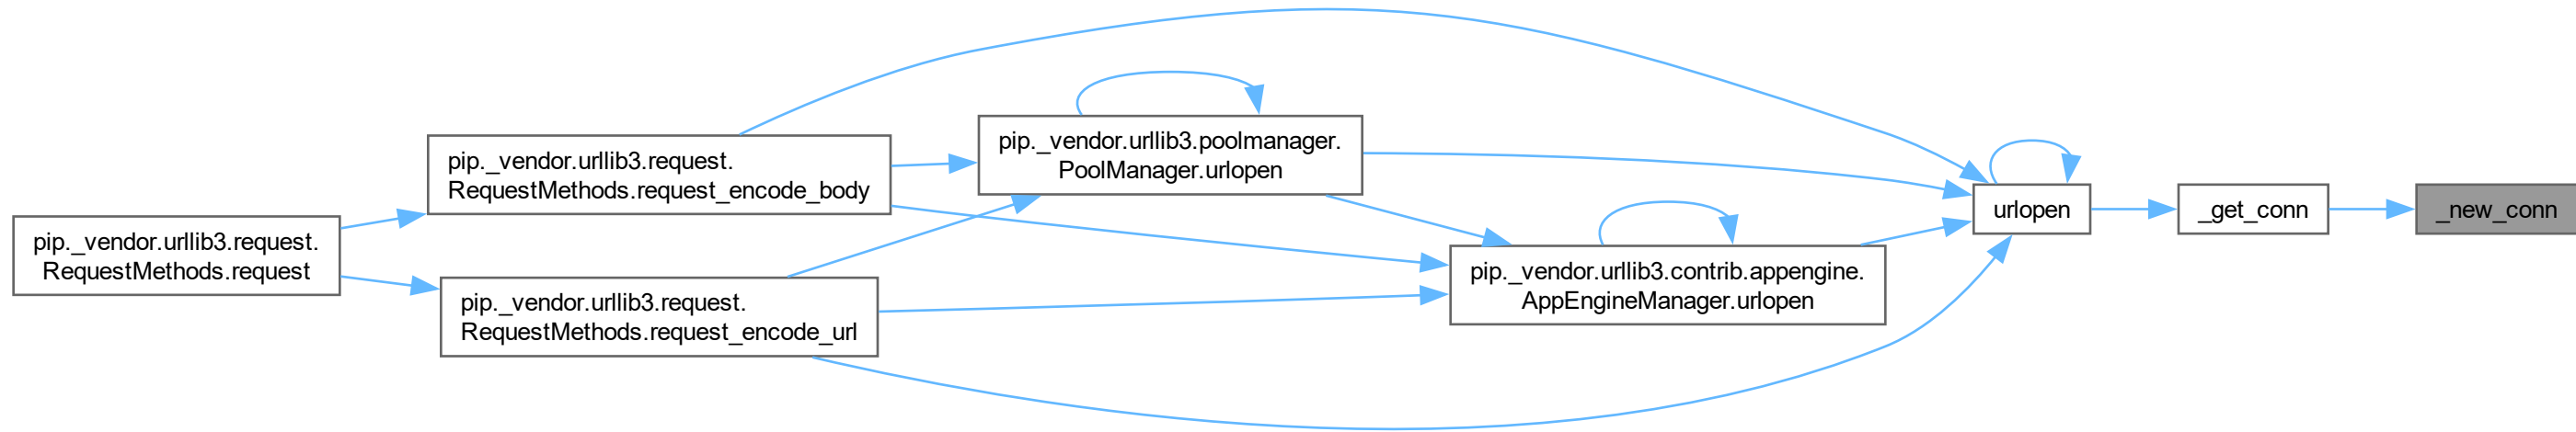 pip._vendor.urllib3.request.
RequestMethods.request
pip._vendor.urllib3.request.
RequestMethods.request_encode_body
pip._vendor.urllib3.request.
RequestMethods.request_encode_url
pip._vendor.urllib3.poolmanager.
PoolManager.urlopen
pip._vendor.urllib3.contrib.appengine.
AppEngineManager.urlopen
urlopen
_get_conn
_new_conn